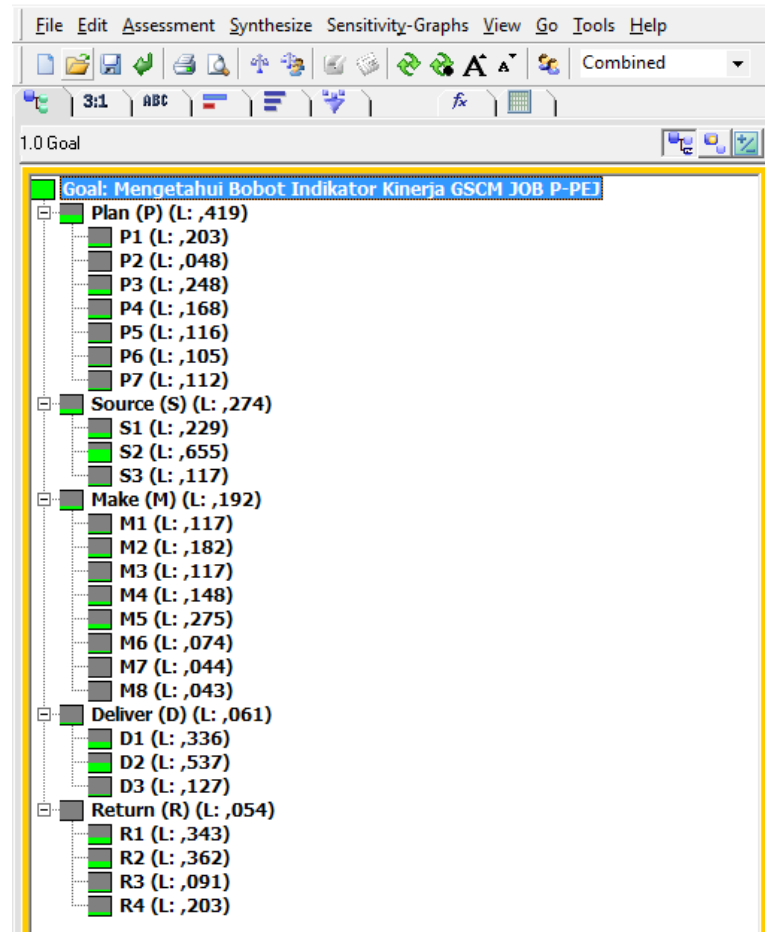 File Edit Assessment Synthesize Sensitivity-Graphs View Go Tools Help
A A Combined
3:1 ABC fx
1.0 Goal
Goal: Mengetahui Bobot Indikator Kinerja GSCM JOB P-PEJ
Plan (P) (L: ,419)
P1 (L: ,203)
P2 (L: ,048)
P3 (L: ,248)
P4 (L: ,168)
P5 (L: ,116)
P6 (L: ,105)
P7 (L: ,112)
Source (S) (L: ,274)
S1 (L: ,229)
S2 (L: ,655)
S3 (L: ,117)
Make (M) (L: ,192)
M1 (L: ,117)
M2 (L: ,182)
M3 (L: ,117)
M4 (L: ,148)
M5 (L: ,275)
M6 (L: ,074)
M7 (L: ,044)
M8 (L: ,043)
Deliver (D) (L: ,061)
D1 (L: ,336)
D2 (L: ,537)
D3 (L: ,127)
Return (R) (L: ,054)
R1 (L: ,343)
R2 (L: ,362)
R3 (L: ,091)
R4 (L: ,203)